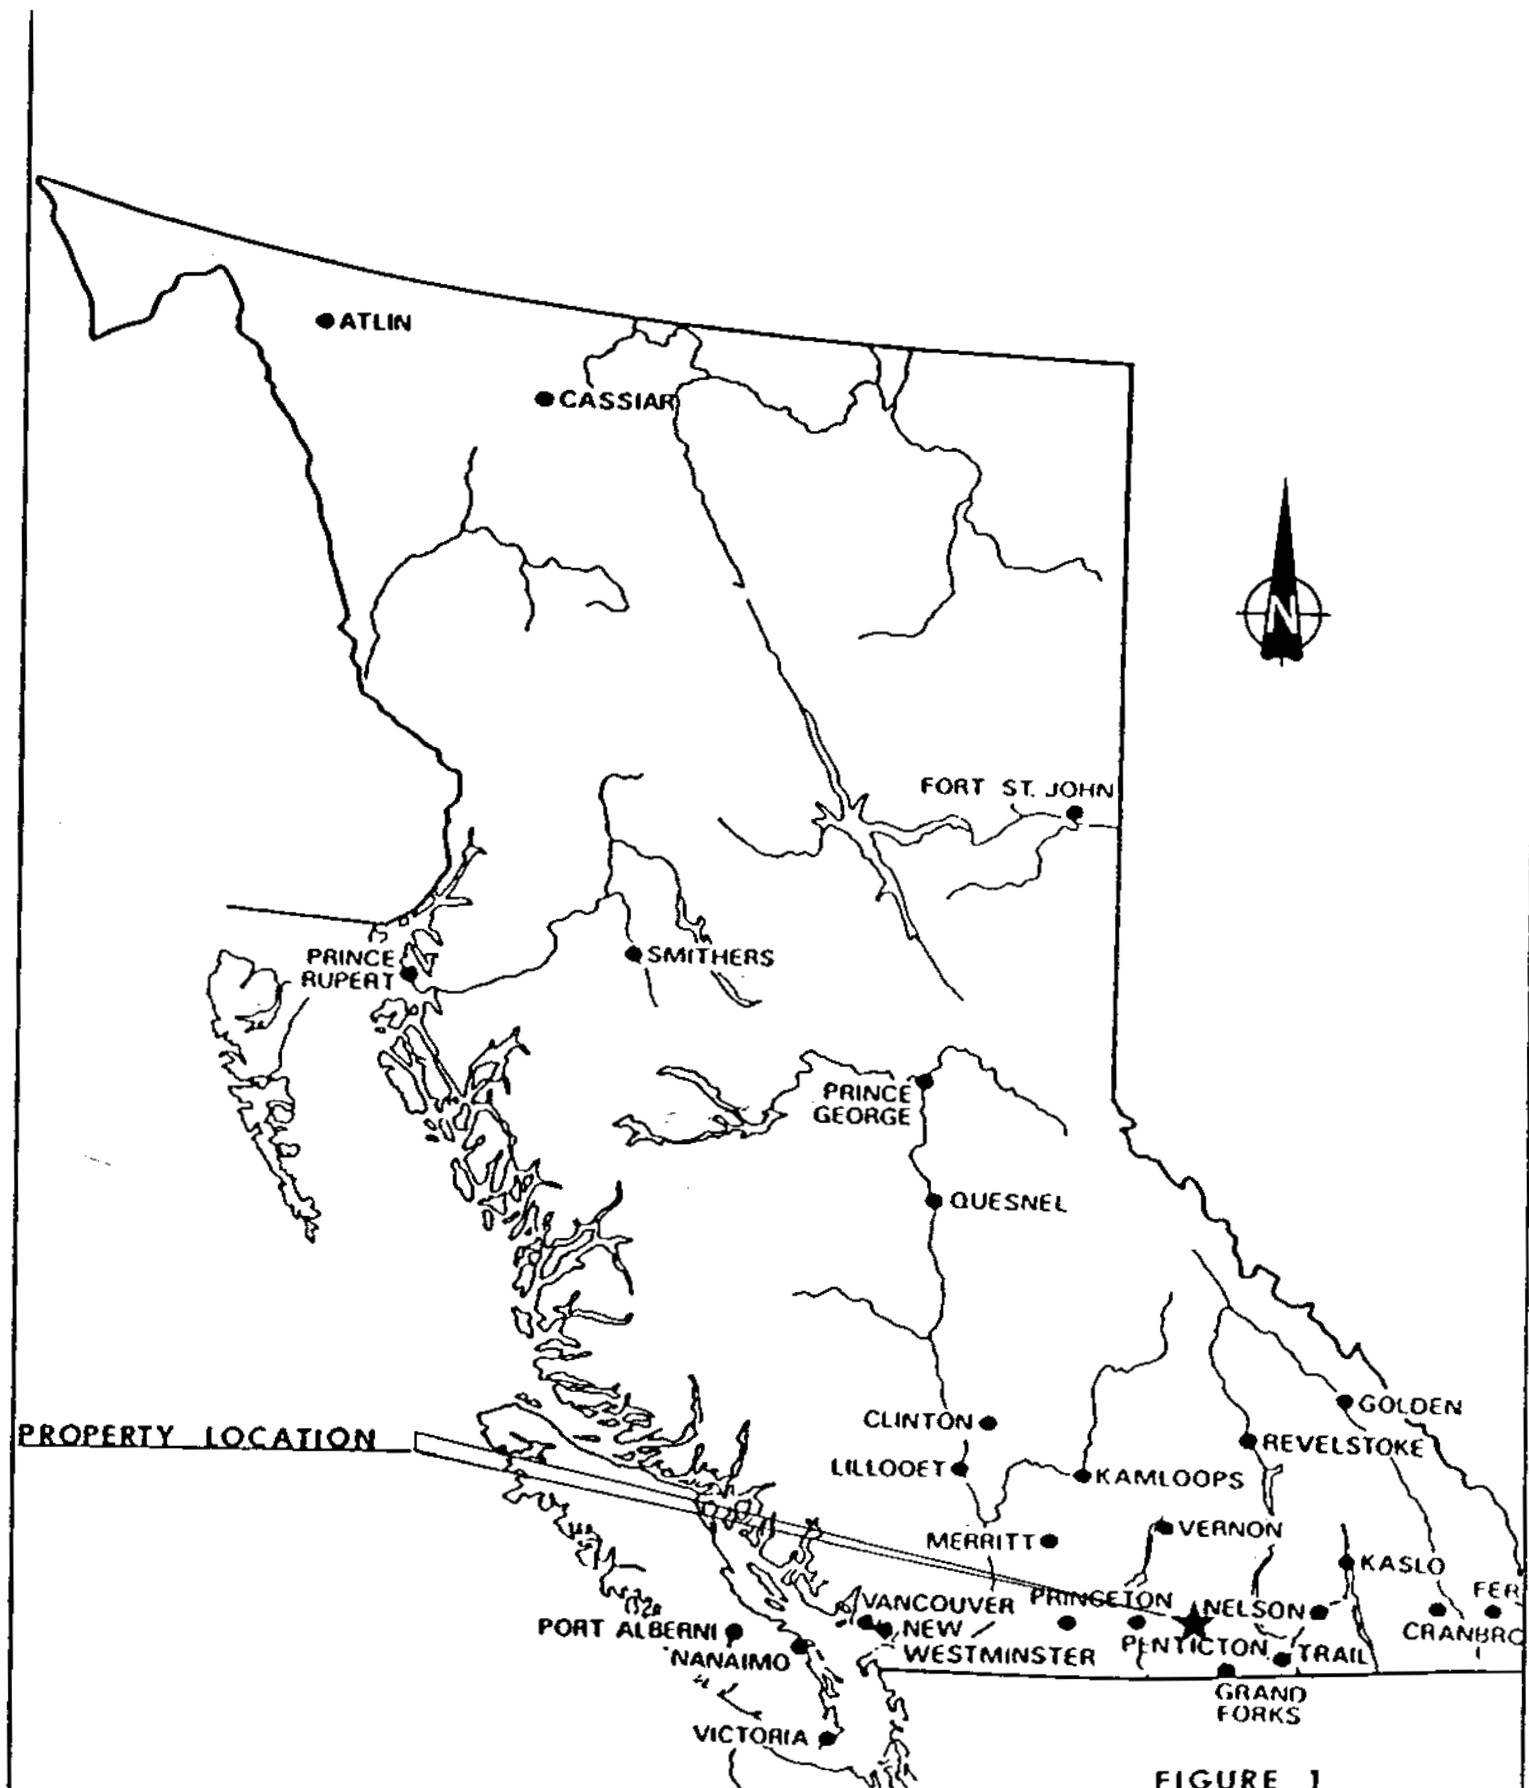 ATLIN
CASSIAR
N
FORT ST. JOHN
PRINCE
RUPERT
SMITHERS
PRINCE
GEORGE
QUESNEL
GOLDEN
CLINTON
PROPERTY LOCATION
REVELSTOKE
LILLOOET
KAMLOOPS
VERNON
MERRITT
KASLO
FER
PRINCETON
VANCOUVER
NELSON
NEW
WESTMINSTER
PORT ALBERNI
CRANBRO
PENTICTON
TRAIL
NANAIMO
GRAND
FORKS
VICTORIA
FIGURE 1